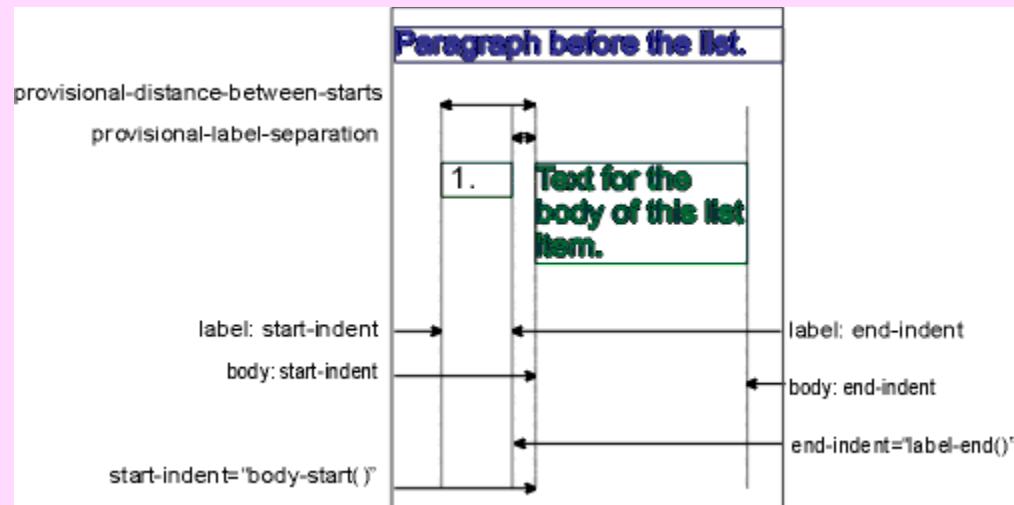 Paragraph before the list.
provisional-distance-between-starts
provisional-label-separation
1.
Text for the
body of this list
item.
label: start-indent
label: end-indent
body: start-indent
body: end-indent
end-indent="label-end()"
start-indent="body-start()"